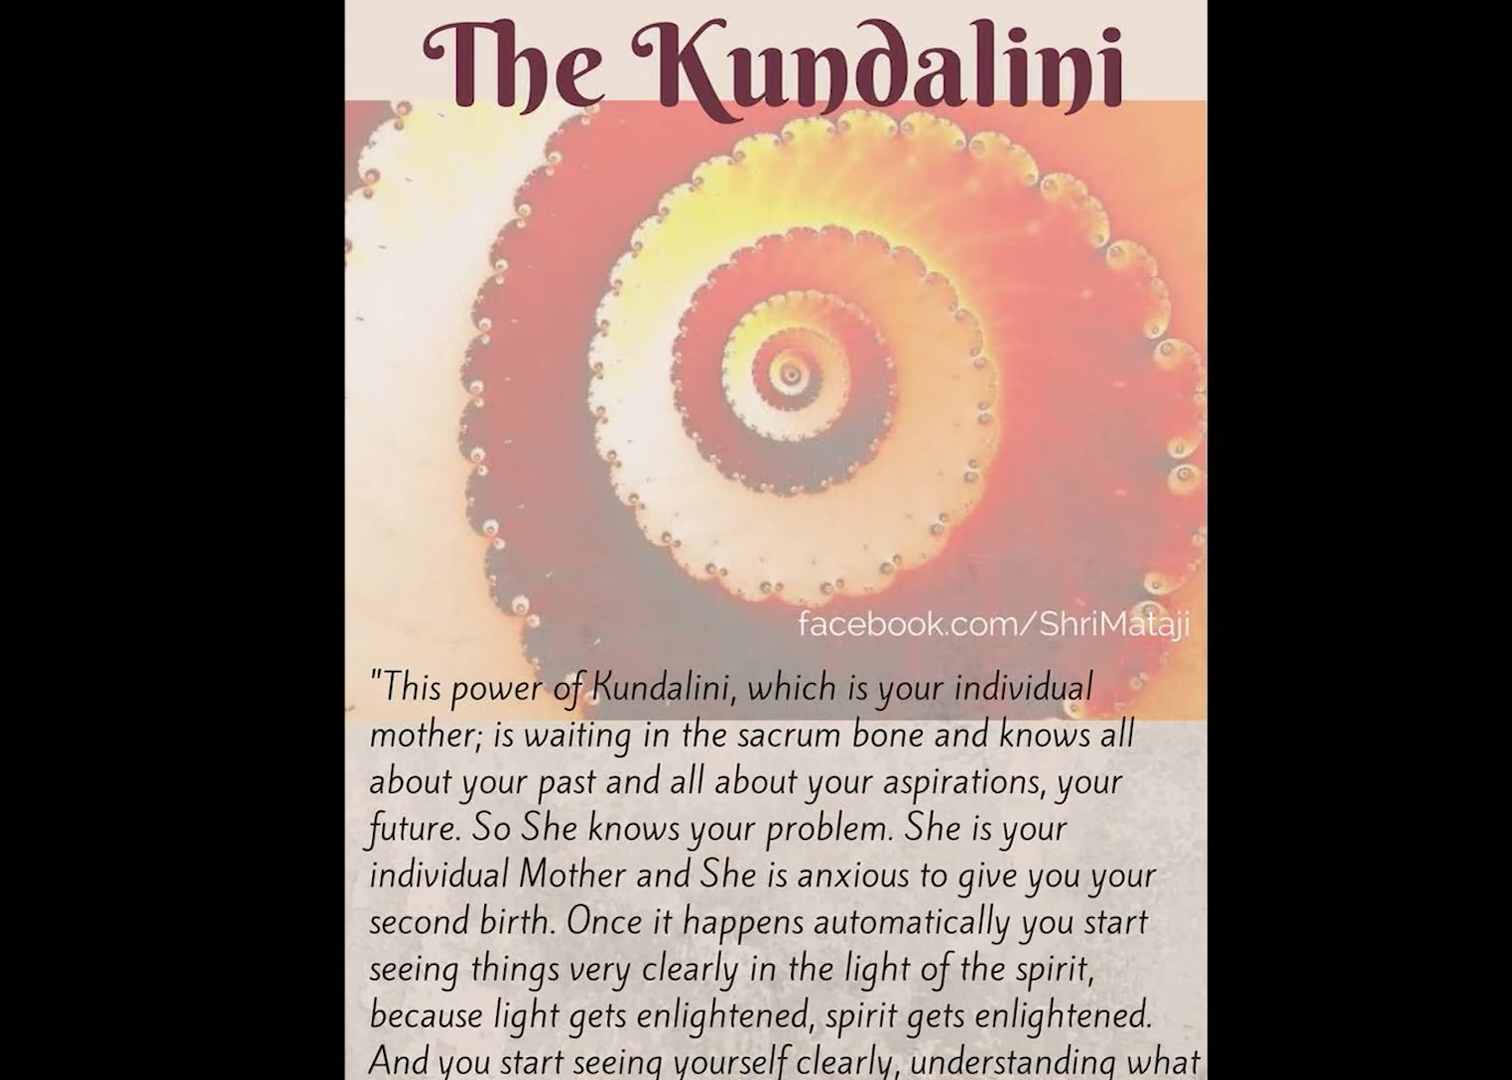 The Kundalini
facebook.com/ShriMataji
"This power of Kundalini, which is your individual
mother; is waiting in the sacrum bone and knows all
about your past and all about your aspirations, your
future. So She knows your problem. She is your
individual Mother and She is anxious to give you your
second birth. Once it happens automatically you start
seeing things very clearly in the light of the spirit,
because light gets enlightened, spirit gets enlightened.
And you start seeing yourself clearly, understanding what